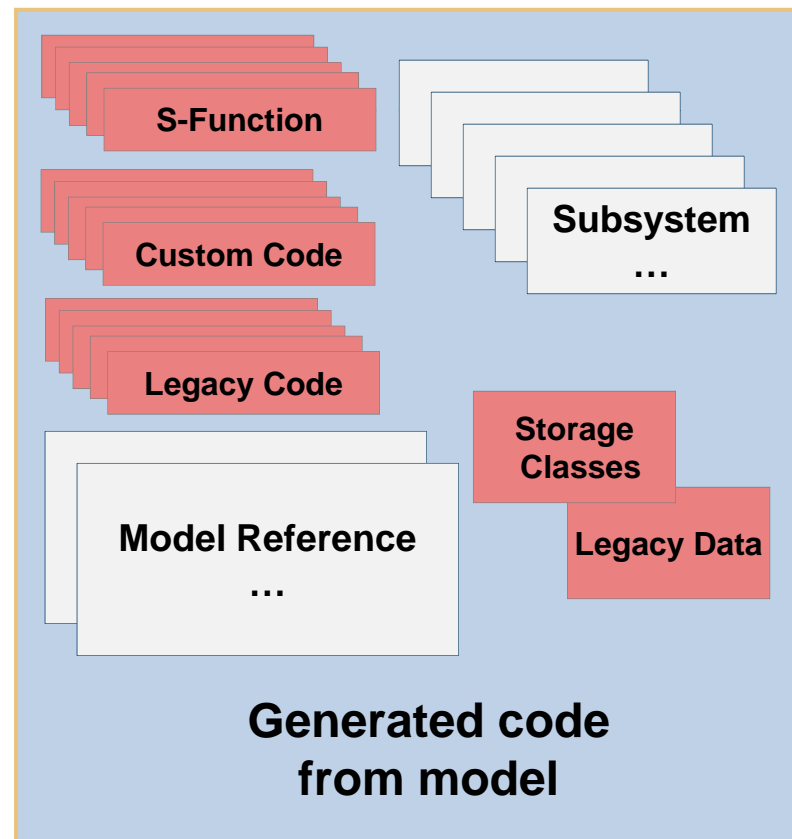 S-Function
Custom Code
Legacy Code
Model Reference
…
Subsystem
…
Storage
Classes
Legacy Data
Generated code
from model